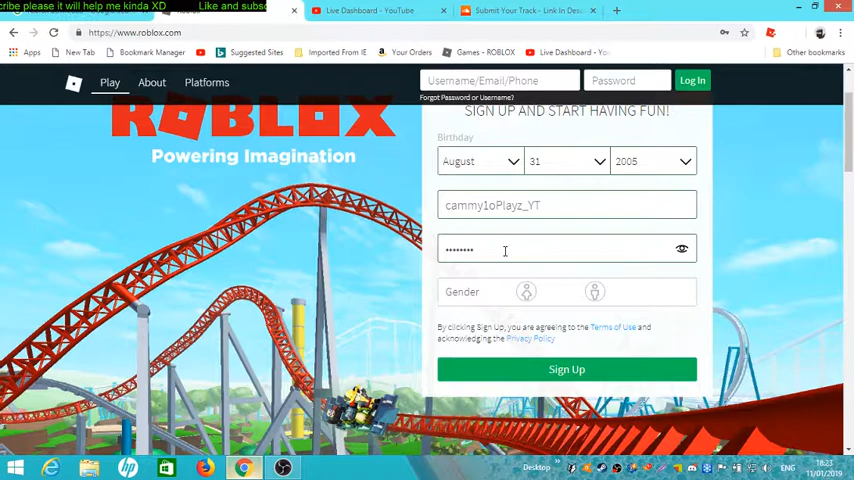 cribe please it will help me kinda XD Like and subsc
Live Dashboard - YouTube
Submit Your Track - Link In Desc
https://www.roblox.com
Apps
New Tab
Bookmark Manager
Suggested Sites
Imported From IE
Your Orders
Games - ROBLOX
Live Dashboard - You
Other bookmarks
Play
About
Platforms
Username/Email/Phone
Password
Log In
Forgot Password or Username?
ROBLOX
Powering Imagination
SIGN UP AND START HAVING FUN!
Birthday
August
31
2005
cammy1oPlayz_YT
••••••••
Gender
By clicking Sign Up, you are agreeing to the Terms of Use and
acknowledging the Privacy Policy
Sign Up
Desktop
ENG
18:23
11/01/2019